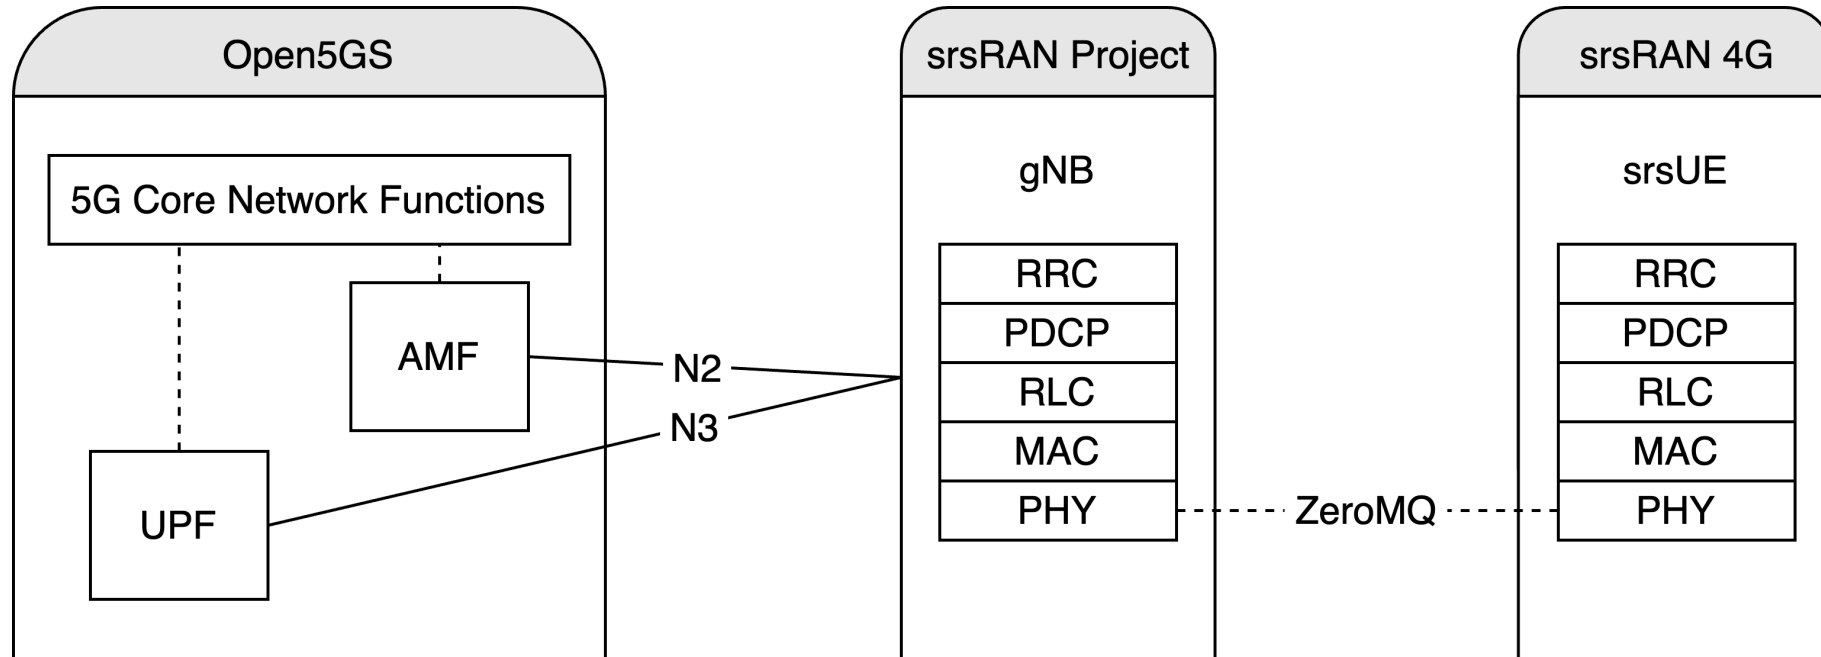 Open5GS
5G Core Network Functions
AMF
UPF
N2
N3
srsRAN Project
gNB
RRC
PDCP
RLC
MAC
PHY
ZeroMQ
srsRAN 4G
srsUE
RRC
PDCP
RLC
MAC
PHY